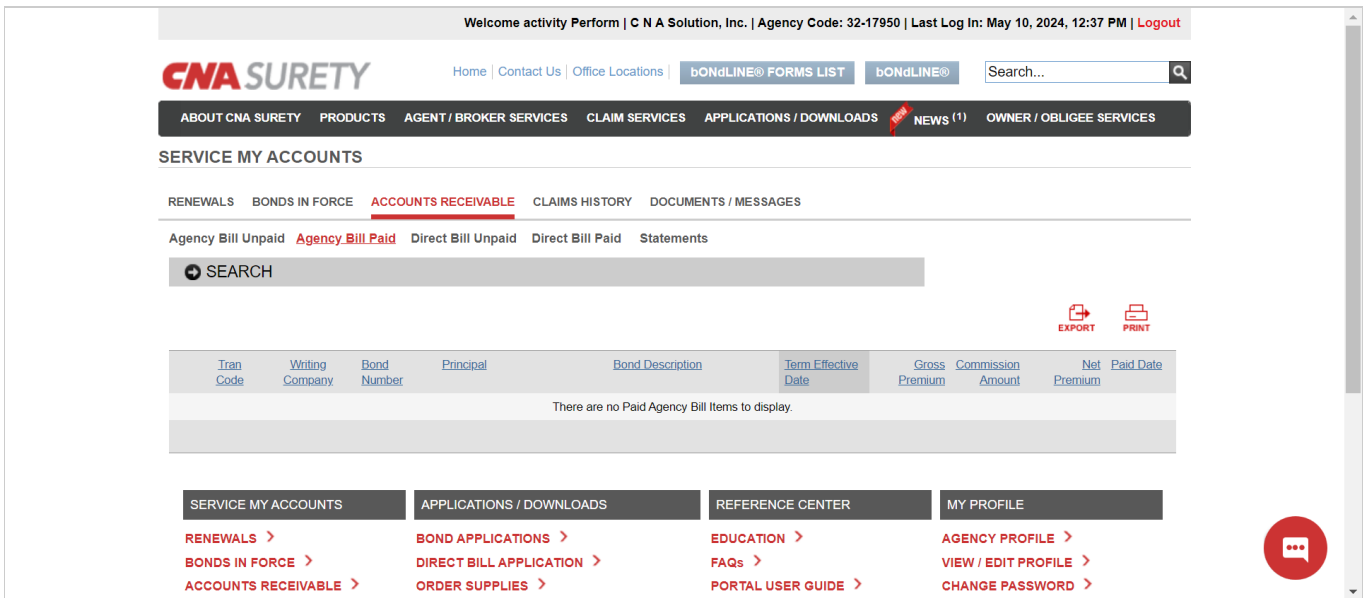 Welcome activity Perform | C N A Solution, Inc. | Agency Code: 32-17950 | Last Log In: May 10, 2024, 12:37 PM | Logout
CNA SURETY
Home | Contact Us | Office Locations | bONdLINE® FORMS LIST bONdLINE® Search...
ABOUT CNA SURETY PRODUCTS AGENT / BROKER SERVICES CLAIM SERVICES APPLICATIONS / DOWNLOADS new NEWS (1) OWNER / OBLIGEE SERVICES
SERVICE MY ACCOUNTS
RENEWALS BONDS IN FORCE ACCOUNTS RECEIVABLE CLAIMS HISTORY DOCUMENTS / MESSAGES
Agency Bill Unpaid Agency Bill Paid Direct Bill Unpaid Direct Bill Paid Statements
SEARCH
EXPORT PRINT
Tran Writing Bond Principal Bond Description Term Effective Gross Commission Net Paid Date
Code Company Number Date Premium Amount Premium
There are no Paid Agency Bill Items to display.
SERVICE MY ACCOUNTS APPLICATIONS / DOWNLOADS REFERENCE CENTER MY PROFILE
RENEWALS BOND APPLICATIONS EDUCATION AGENCY PROFILE
BONDS IN FORCE DIRECT BILL APPLICATION FAQs VIEW / EDIT PROFILE
ACCOUNTS RECEIVABLE ORDER SUPPLIES PORTAL USER GUIDE CHANGE PASSWORD